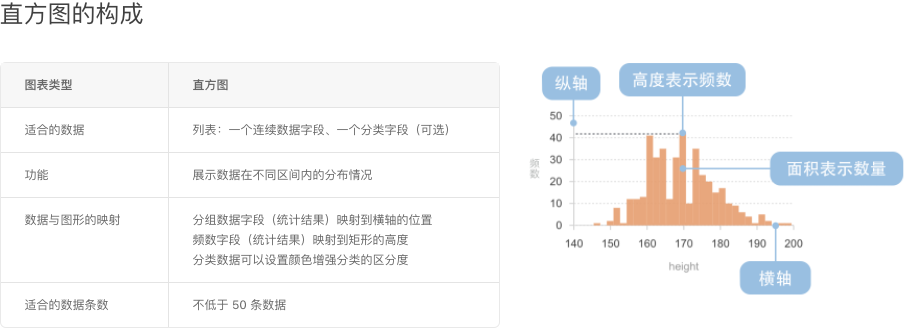 直方图的构成
图表类型
直方图
适合的数据
列表：一个连续数据字段、一个分类字段（可选）
功能
展示数据在不同区间内的分布情况
数据与图形的映射
分组数据字段（统计结果）映射到横轴的位置
频数字段（统计结果）映射到矩形的高度
分类数据可以设置颜色增强分类的区分度
适合的数据条数
不低于 50 条数据
纵轴
高度表示频数
面积表示数量
横轴
频数
50
40
30
20
10
0
140 150 160 170 180 190 200
height